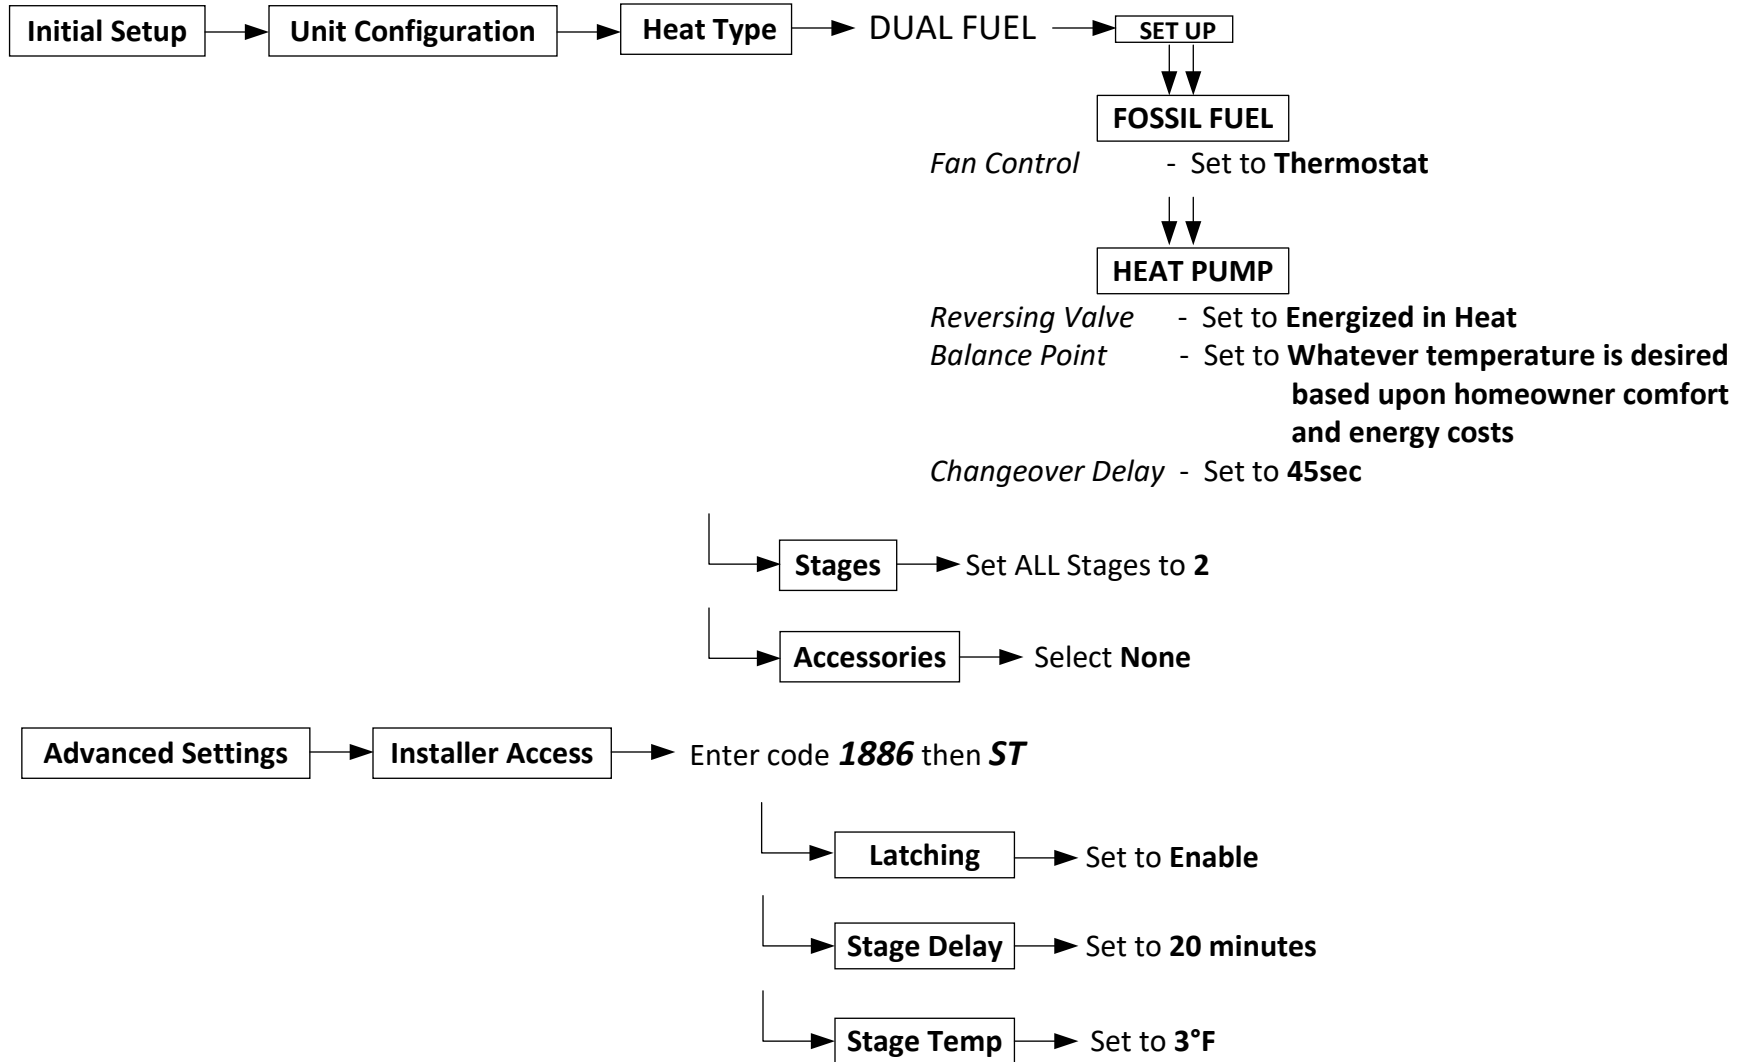 Initial Setup Unit Configuration Heat Type DUAL FUEL SET UP
FOSSIL FUEL
Fan Control - Set to Thermostat
HEAT PUMP
Reversing Valve - Set to Energized in Heat
Balance Point - Set to Whatever temperature is desired
based upon homeowner comfort
and energy costs
Changeover Delay - Set to 45sec
Stages Set ALL Stages to 2
Accessories Select None
Advanced Settings Installer Access Enter code 1886 then ST
Latching Set to Enable
Stage Delay Set to 20 minutes
Stage Temp Set to 3°F